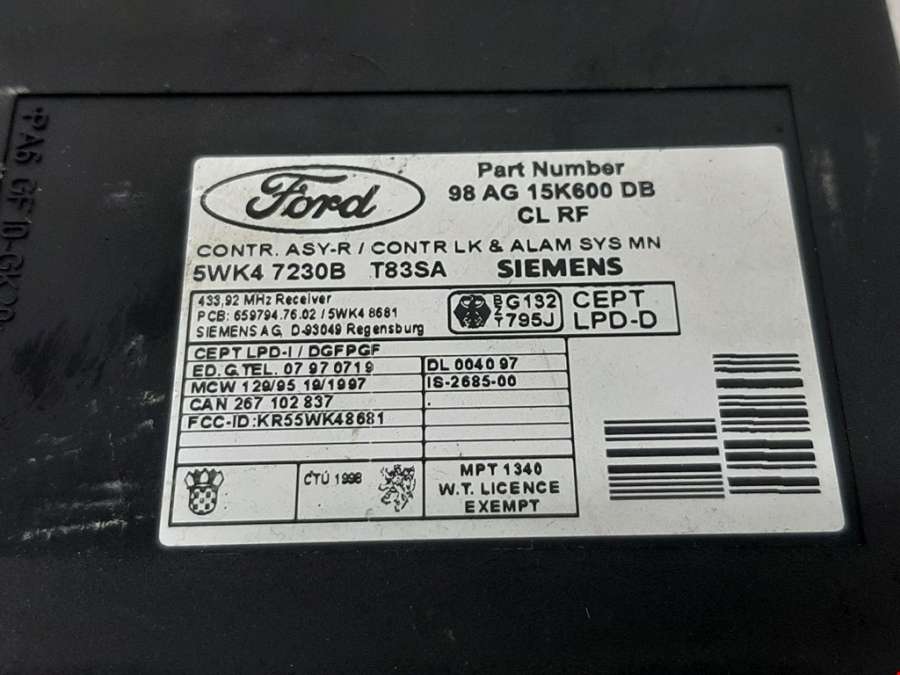 Ford
Part Number
98 AG 15K600 DB
CL RF
CONTR. ASY-R / CONTR LK & ALAM SYS MN
5WK4 7230B T83SA SIEMENS
433,92 MHz Receiver
PCB: 659794.76.02 / 5WK4 8681
SIEMENS AG, D-93049 Regensburg
BZT
G132
795J
CEPT
LPD-D
CEPT LPD-I / DGFPGF
ED.G.TEL. 07 97 0719
DL 0040 97
MCW 129/95 19/1997
IS-2685-00
CAN 267 102 837
FCC-ID:KR55WK48681
ČTÚ 1998
MPT 1340
W.T. LICENCE
EXEMPT
PA6 GF